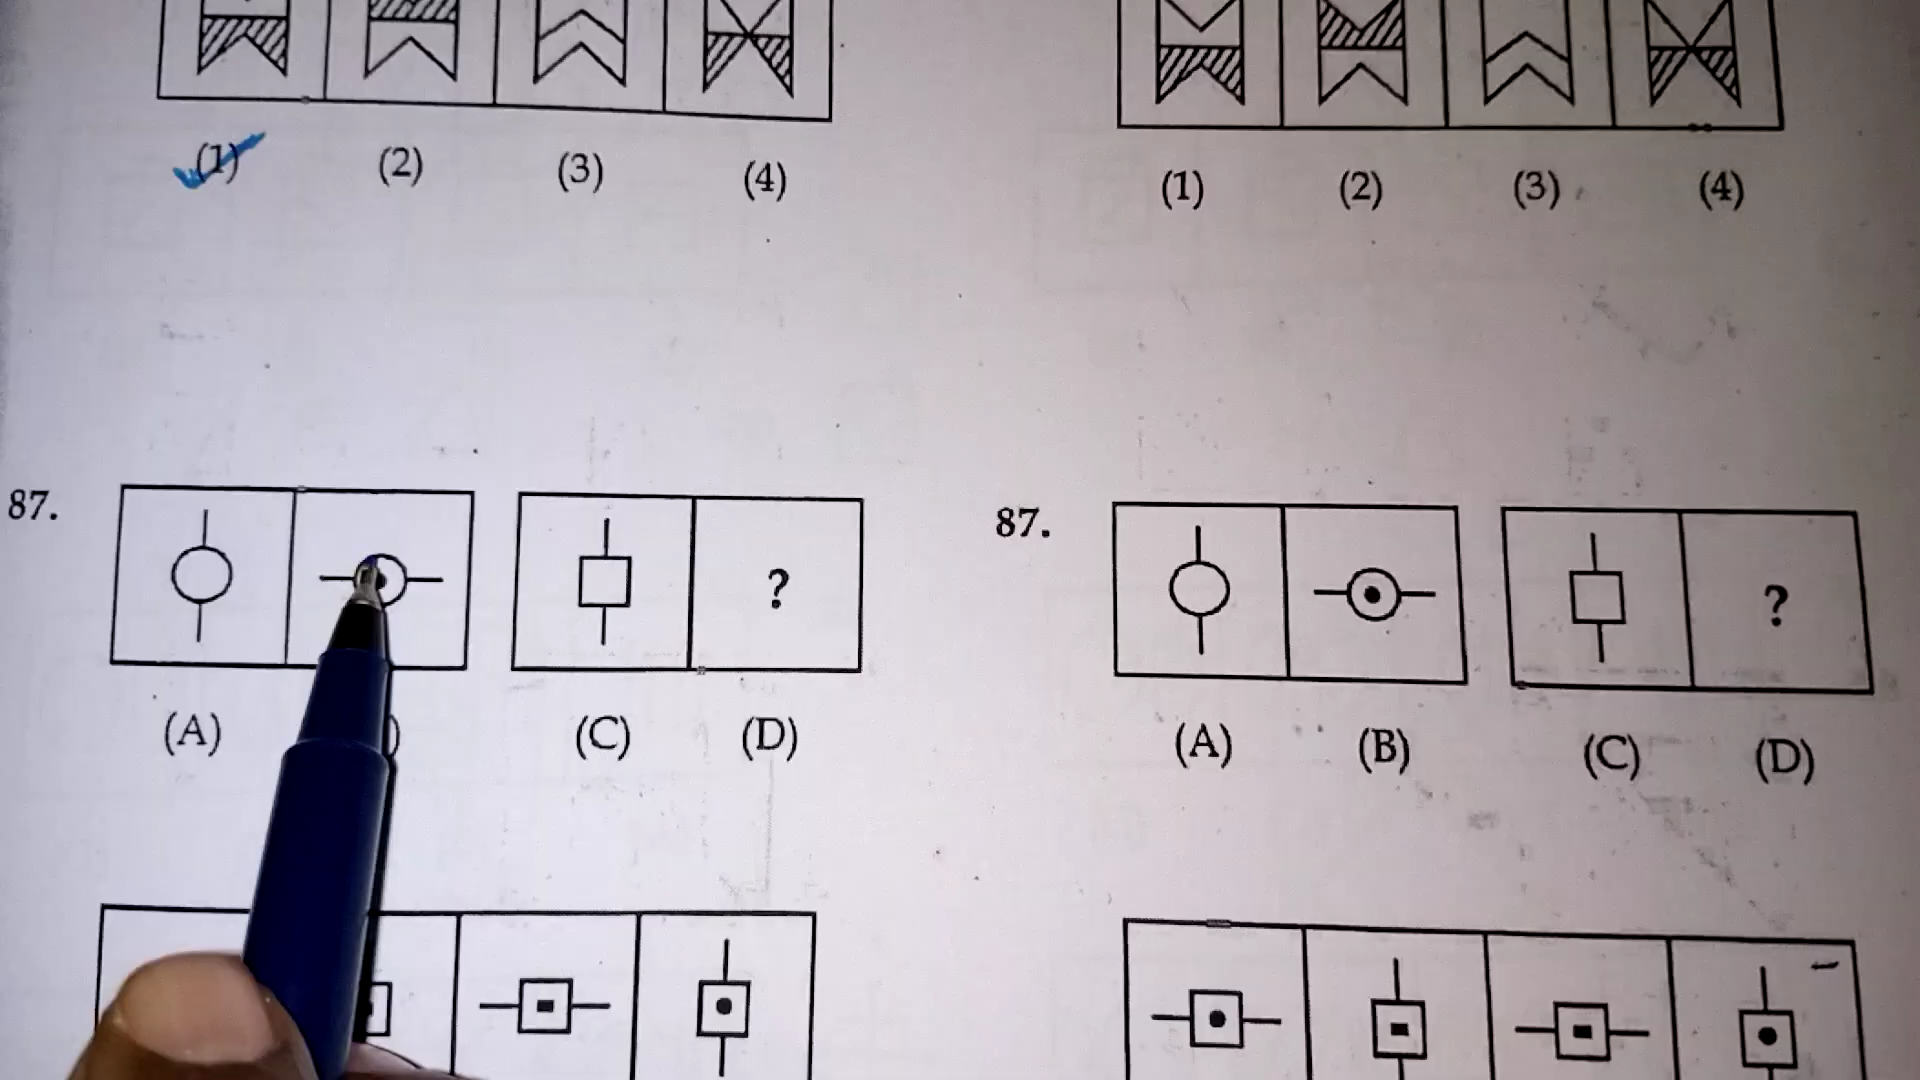 (1) (2) (3) (4)
(1) (2) (3) (4)
87.
?
(A) (C) (D)
87.
?
(A) (B) (C) (D)